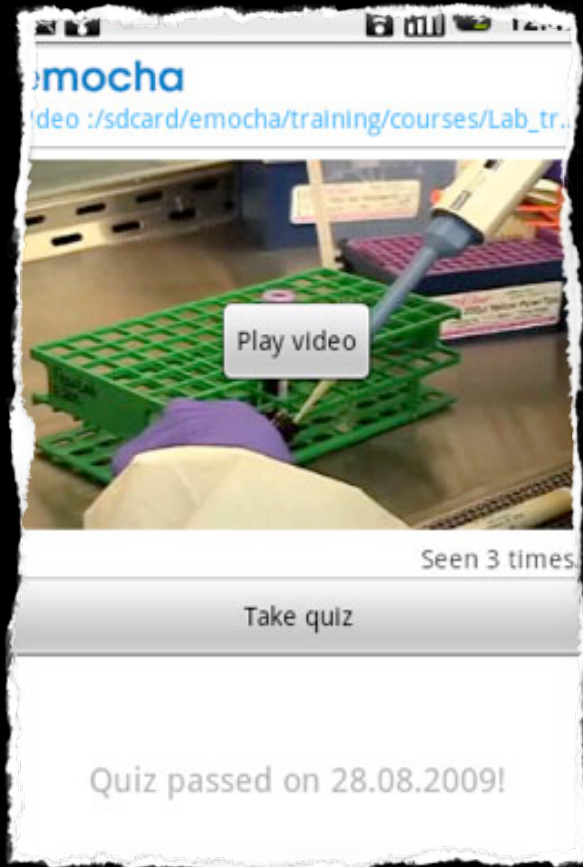 emocha
deo :/sdcard/emocha/training/courses/Lab_tr...
Play video
Seen 3 times
Take quiz
Quiz passed on 28.08.2009!